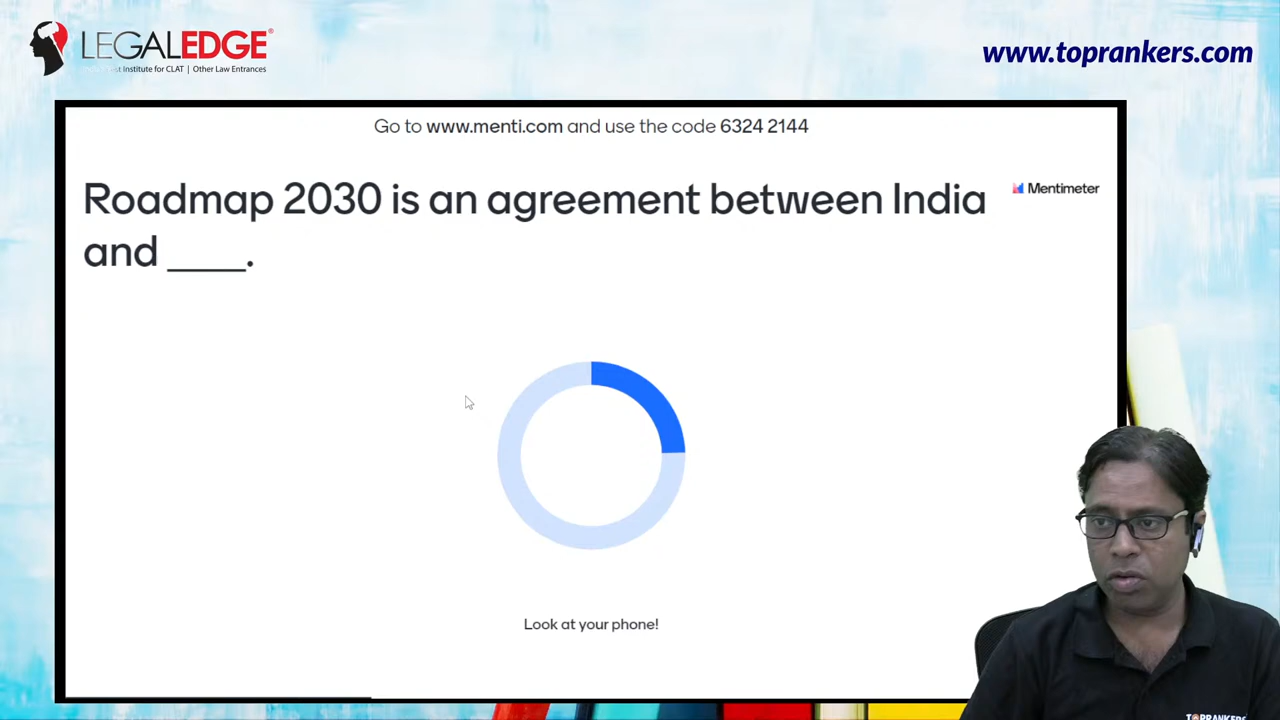 LEGALEDGE®
t Institute for CLAT | Other Law Entrances
www.toprankers.com
Go to www.menti.com and use the code 6324 2144
Roadmap 2030 is an agreement between India
and ____.
Mentimeter
Look at your phone!
TOPRANKERS